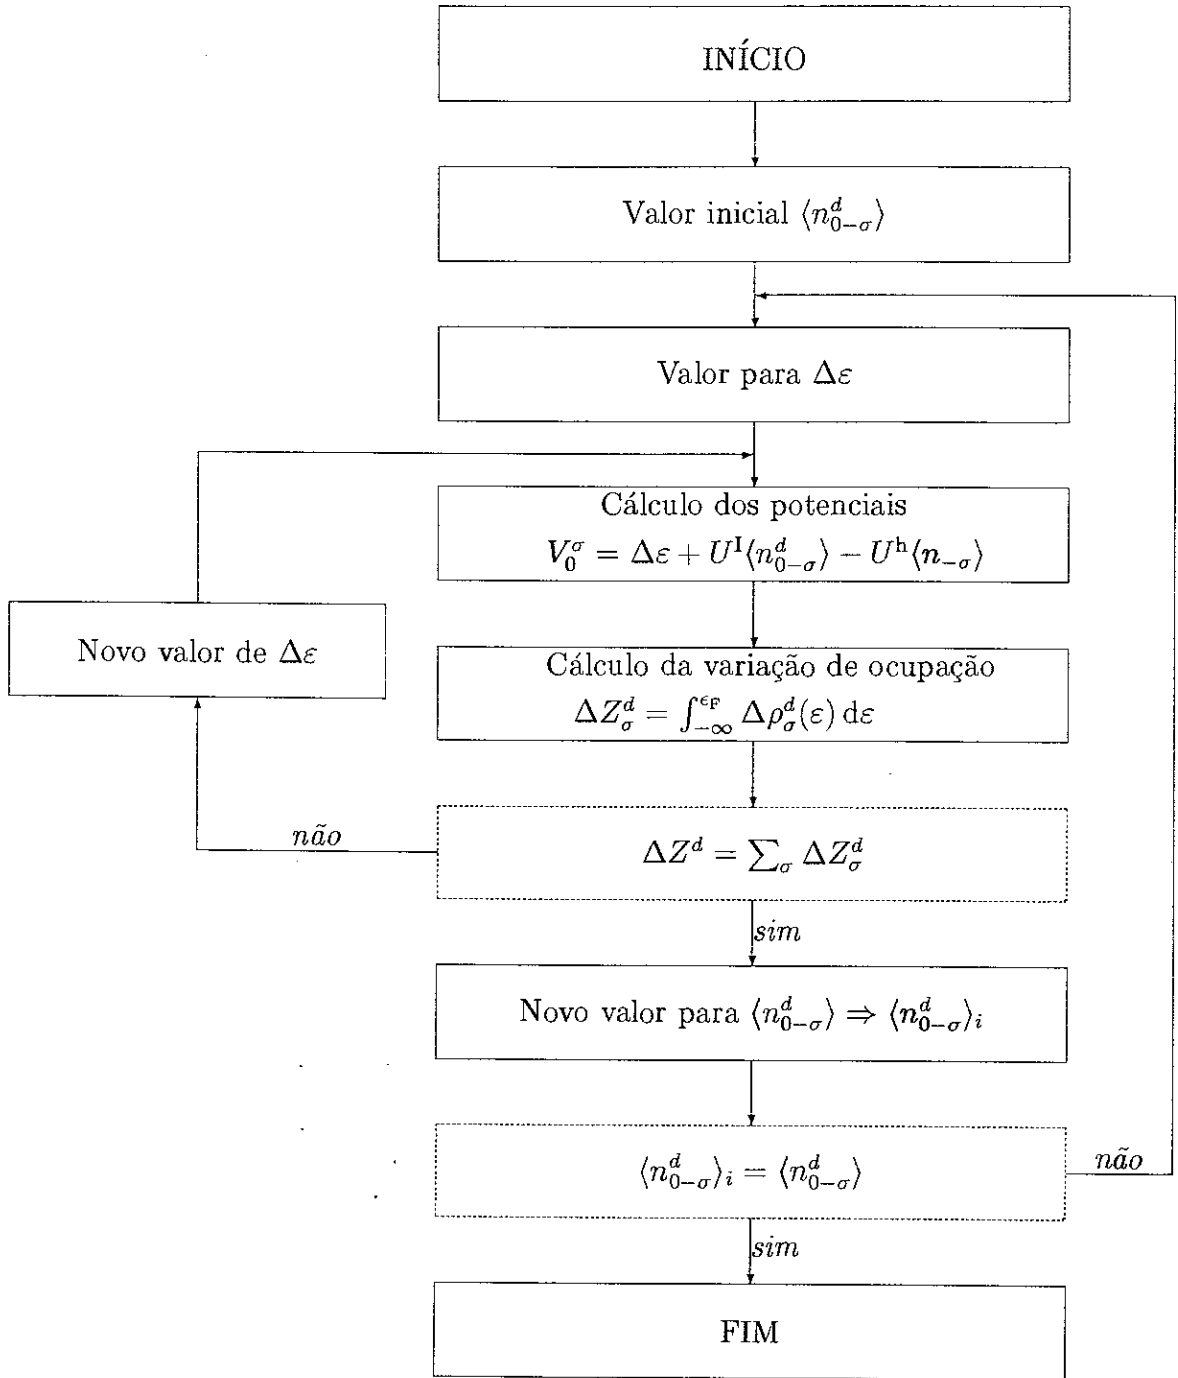 INÍCIO
Valor inicial ⟨n^d_{0−σ}⟩
Valor para Δε
Cálculo dos potenciais
V_0^σ = Δε + U^I⟨n^d_{0−σ}⟩ − U^h⟨n_{−σ}⟩
Novo valor de Δε
Cálculo da variação de ocupação
ΔZ^d_σ = ∫_{−∞}^{ϵ_F} Δρ^d_σ(ε) dε
não
ΔZ^d = ∑_σ ΔZ^d_σ
sim
Novo valor para ⟨n^d_{0−σ}⟩ ⇒ ⟨n^d_{0−σ}⟩_i
⟨n^d_{0−σ}⟩_i = ⟨n^d_{0−σ}⟩
não
sim
FIM